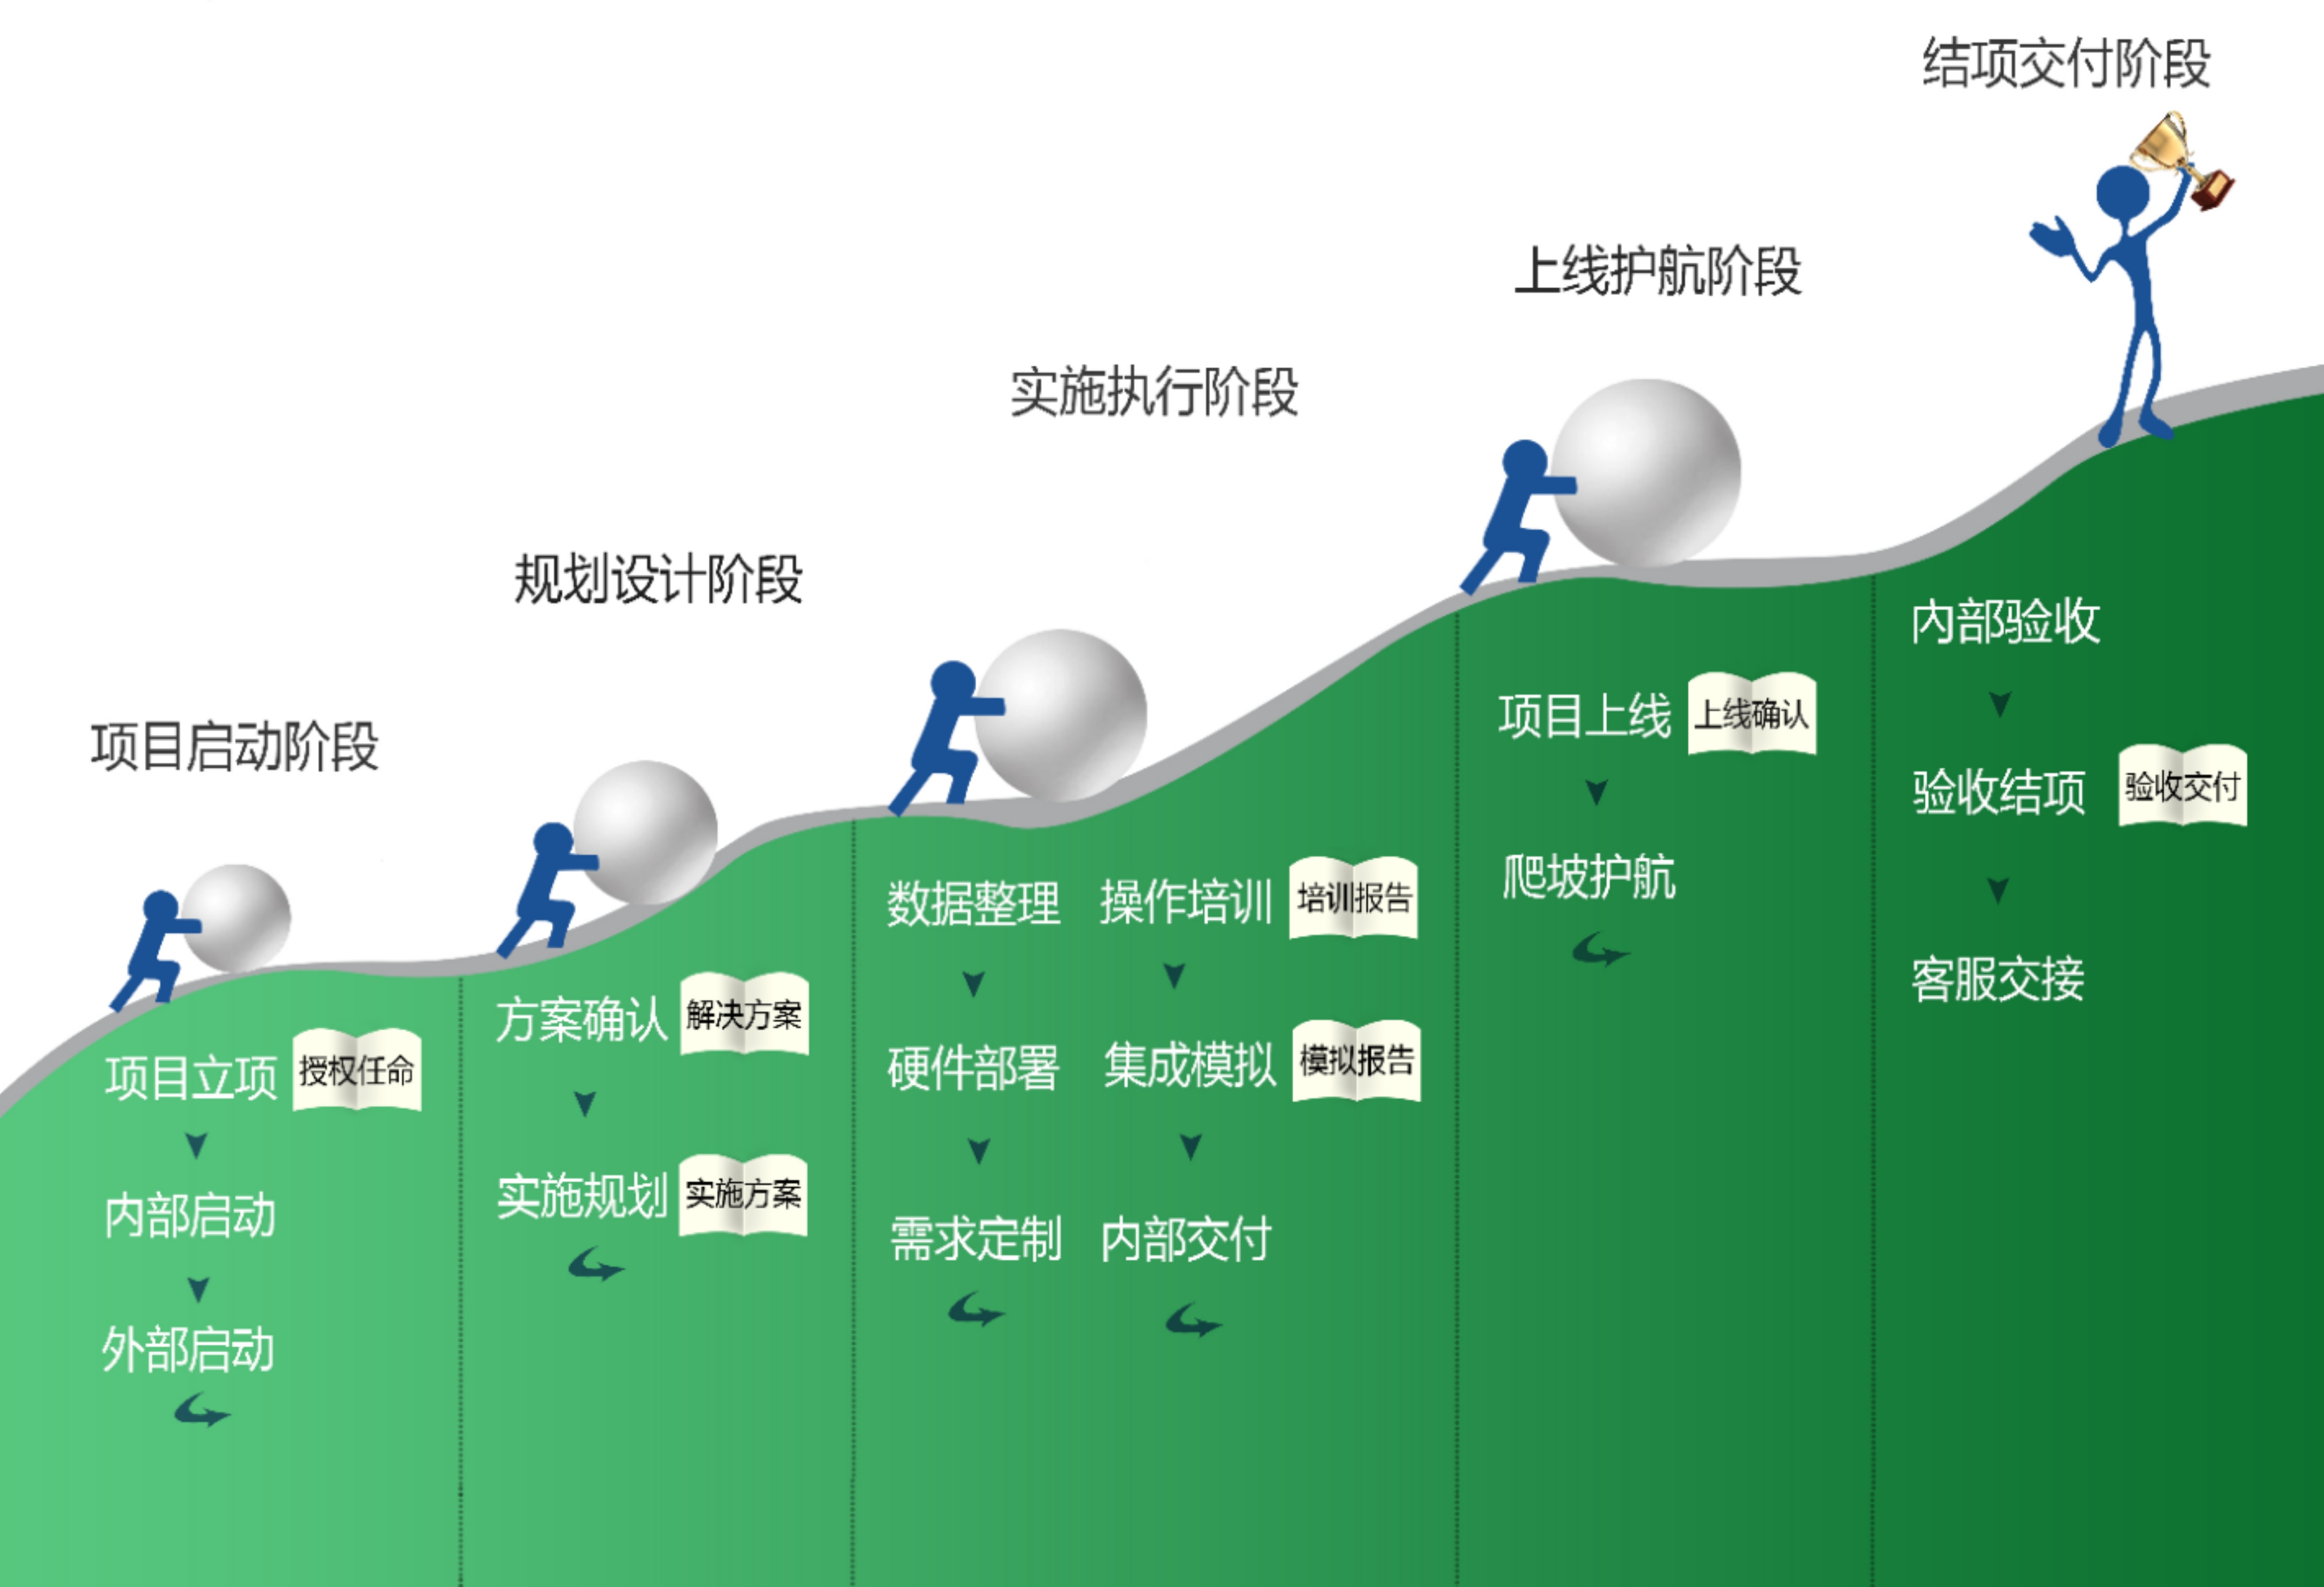 项目启动阶段
项目立项 授权任命
内部启动
外部启动
规划设计阶段
方案确认 解决方案
实施规划 实施方案
实施执行阶段
数据整理
硬件部署
需求定制
操作培训 培训报告
集成模拟 模拟报告
内部交付
上线护航阶段
项目上线 上线确认
爬坡护航
结项交付阶段
内部验收
验收结项 验收交付
客服交接